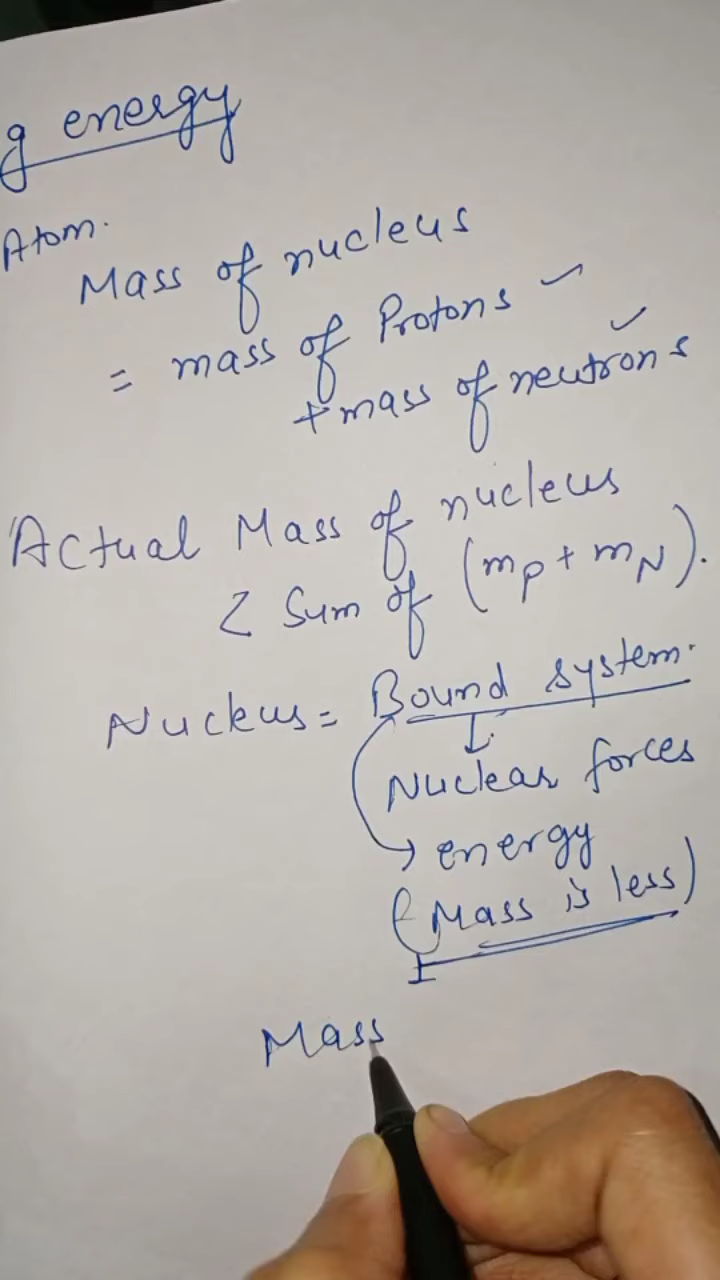 g energy
Atom.
Mass of nucleus
= mass of Protons
+ mass of neutrons
Actual Mass of nucleus
< Sum of (mP + mN).
Nucleus = Bound system.
Nuclear forces
energy
(Mass is less)
Mass